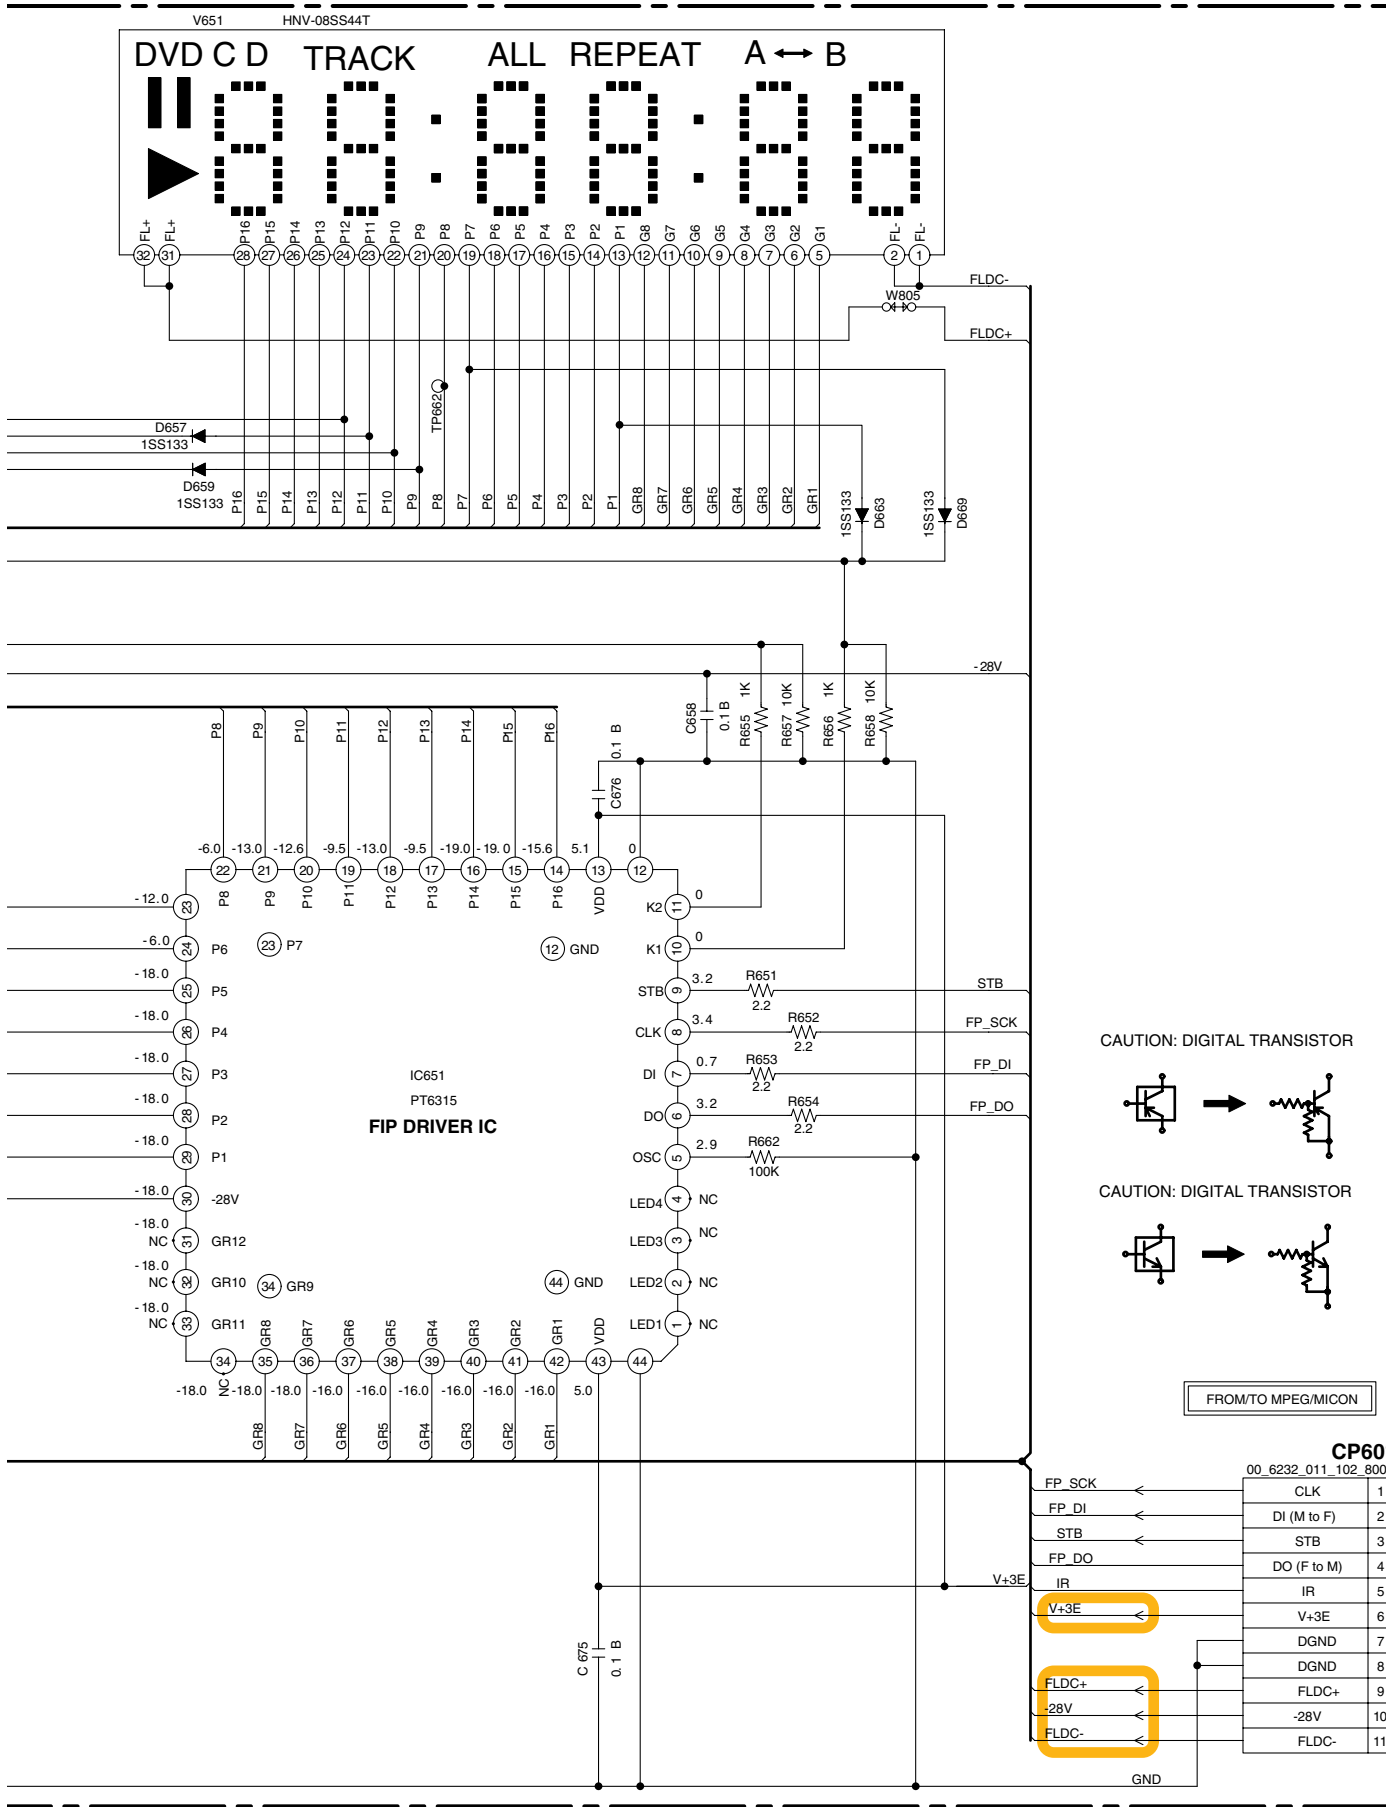 V651 HNV-08SS44T
DVD C D TRACK ALL REPEAT A ↔ B
FL+ FL+ P16 P15 P14 P13 P12 P11 P10 P9 P8 P7 P6 P5 P4 P3 P2 P1 G8 G7 G6 G5 G4 G3 G2 G1 FL- FL-
32 31 28 27 26 25 24 23 22 21 20 19 18 17 16 15 14 13 12 11 10 9 8 7 6 5 2 1
FLDC-
W805
FLDC+
TP662
D657
1SS133
D659
1SS133
P16 P15 P14 P13 P12 P11 P10 P9 P8 P7 P6 P5 P4 P3 P2 P1 GR8 GR7 GR6 GR5 GR4 GR3 GR2 GR1
1SS133 D663 1SS133 D669
-28V
C658 0.1 B R655 1K R657 10K R656 1K R658 10K
P8 P9 P10 P11 P12 P13 P14 P15 P16
C676 0.1 B
-6.0 -13.0 -12.6 -9.5 -13.0 -9.5 -19.0 -19.0 -15.6 5.1 0
22 21 20 19 18 17 16 15 14 13 12
P8 P9 P10 P11 P12 P13 P14 P15 P16 VDD
-12.0 23
K2 11 0
-6.0 24 P6
23 P7
12 GND
K1 10 0
-18.0 25 P5
STB 9 3.2 R651 2.2 STB
-18.0 26 P4
CLK 8 3.4 R652 2.2 FP_SCK
-18.0 27 P3
DI 7 0.7 R653 2.2 FP_DI
-18.0 28 P2
DO 6 3.2 R654 2.2 FP_DO
-18.0 29 P1
OSC 5 2.9 R662 100K
IC651
PT6315
FIP DRIVER IC
-18.0 30 -28V
LED4 4 NC
-18.0 NC 31 GR12
LED3 3 NC
-18.0 NC 32 GR10
34 GR9
44 GND
LED2 2 NC
-18.0 NC 33 GR11
LED1 1 NC
GR8 GR7 GR6 GR5 GR4 GR3 GR2 GR1 VDD
34 35 36 37 38 39 40 41 42 43 44
-18.0 NC -18.0 -18.0 -16.0 -16.0 -16.0 -16.0 -16.0 -16.0 5.0
GR8 GR7 GR6 GR5 GR4 GR3 GR2 GR1
CAUTION: DIGITAL TRANSISTOR
CAUTION: DIGITAL TRANSISTOR
FROM/TO MPEG/MICON
CP60
00_6232_011_102_800
FP_SCK CLK 1
FP_DI DI (M to F) 2
STB STB 3
FP_DO DO (F to M) 4
V+3E
IR IR 5
V+3E V+3E 6
DGND 7
DGND 8
FLDC+ FLDC+ 9
-28V -28V 10
FLDC- FLDC- 11
C 675 0.1 B
GND